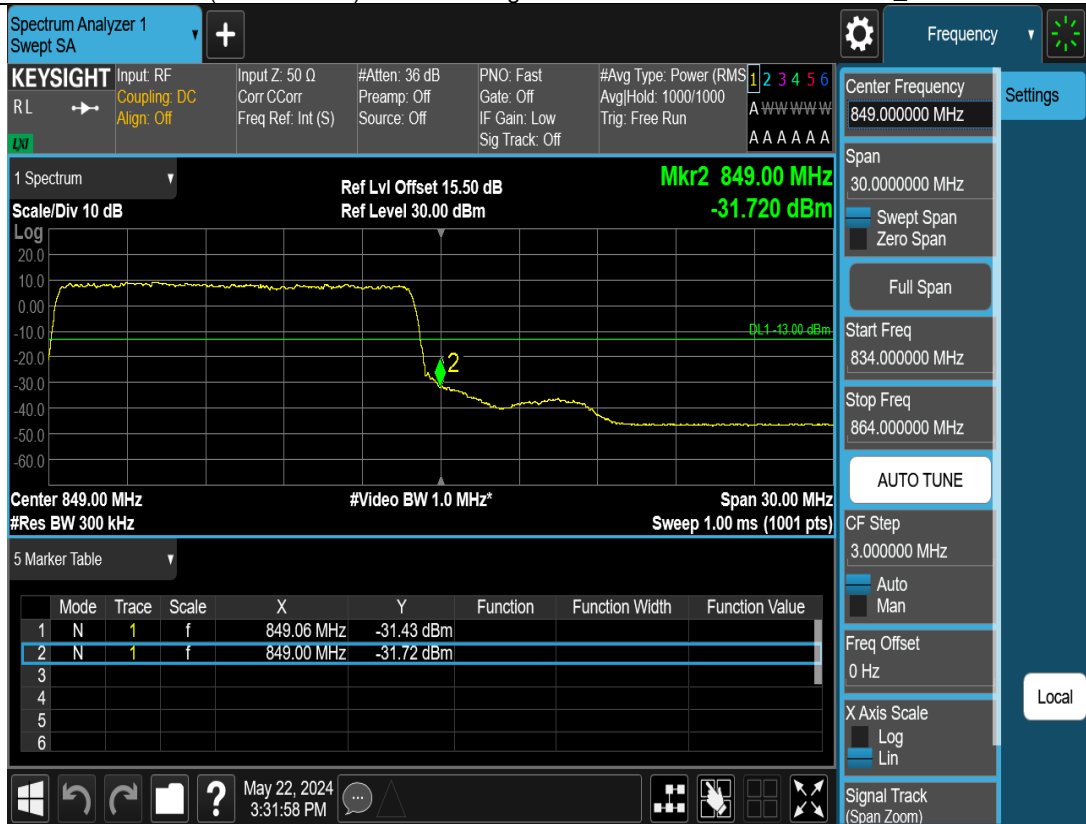 Spectrum Analyzer 1
Swept SA
+
Frequency
KEYSIGHT
RL
LXI
Input: RF
Coupling: DC
Align: Off
Input Z: 50 Ω
Corr CCorr
Freq Ref: Int (S)
#Atten: 36 dB
Preamp: Off
Source: Off
PNO: Fast
Gate: Off
IF Gain: Low
Sig Track: Off
#Avg Type: Power (RMS
Avg|Hold: 1000/1000
Trig: Free Run
1 2 3 4 5 6
A W W W W W
A A A A A A
1 Spectrum
Scale/Div 10 dB
Ref Lvl Offset 15.50 dB
Ref Level 30.00 dBm
Mkr2 849.00 MHz
-31.720 dBm
Log
20.0
10.0
0.00
-10.0
-20.0
-30.0
-40.0
-50.0
-60.0
DL1 -13.00 dBm
2
Center 849.00 MHz
#Res BW 300 kHz
#Video BW 1.0 MHz*
Span 30.00 MHz
Sweep 1.00 ms (1001 pts)
5 Marker Table
Mode Trace Scale X Y Function Function Width Function Value
1 N 1 f 849.06 MHz -31.43 dBm
2 N 1 f 849.00 MHz -31.72 dBm
3
4
5
6
?
May 22, 2024
3:31:58 PM
Center Frequency
849.000000 MHz
Settings
Span
30.0000000 MHz
Swept Span
Zero Span
Full Span
Start Freq
834.000000 MHz
Stop Freq
864.000000 MHz
AUTO TUNE
CF Step
3.000000 MHz
Auto
Man
Freq Offset
0 Hz
X Axis Scale
Log
Lin
Local
Signal Track
(Span Zoom)